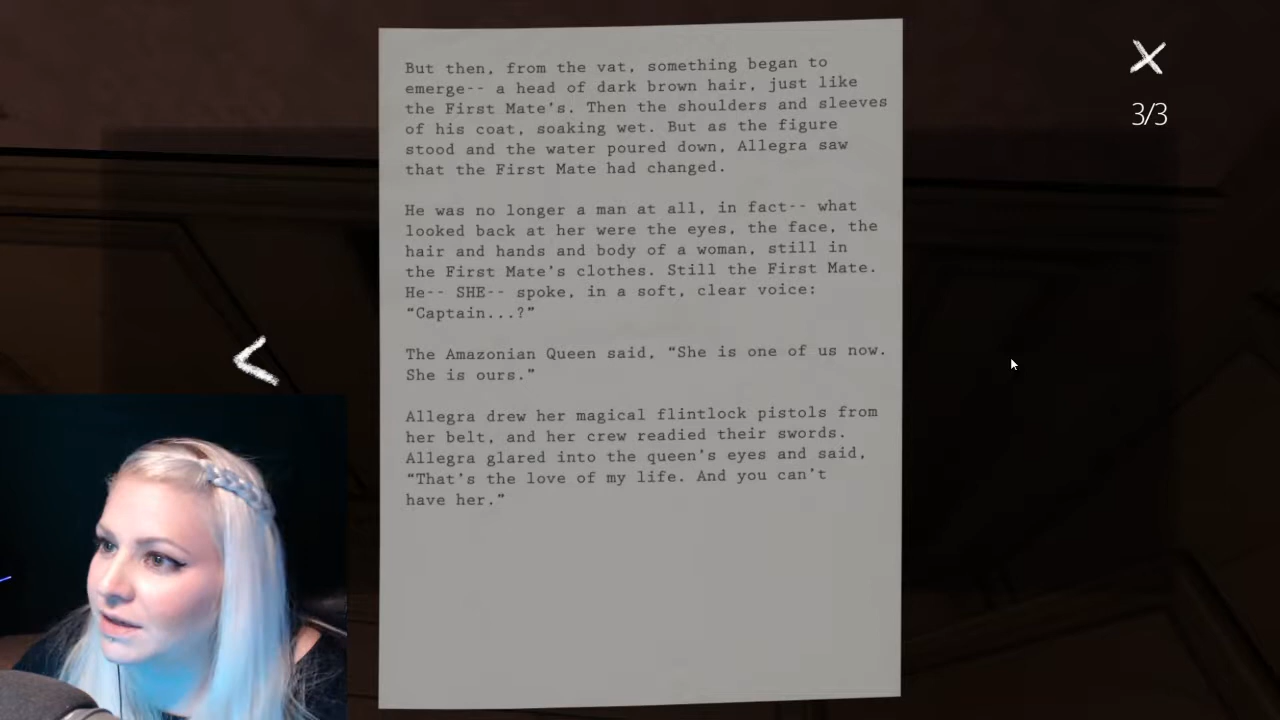 But then, from the vat, something began to
emerge-- a head of dark brown hair, just like
the First Mate's. Then the shoulders and sleeves
of his coat, soaking wet. But as the figure
stood and the water poured down, Allegra saw
that the First Mate had changed.
He was no longer a man at all, in fact-- what
looked back at her were the eyes, the face, the
hair and hands and body of a woman, still in
the First Mate's clothes. Still the First Mate.
He-- SHE-- spoke, in a soft, clear voice:
“Captain...?”
The Amazonian Queen said, “She is one of us now.
She is ours.”
Allegra drew her magical flintlock pistols from
her belt, and her crew readied their swords.
Allegra glared into the queen's eyes and said,
“That's the love of my life. And you can't
have her.”
3/3